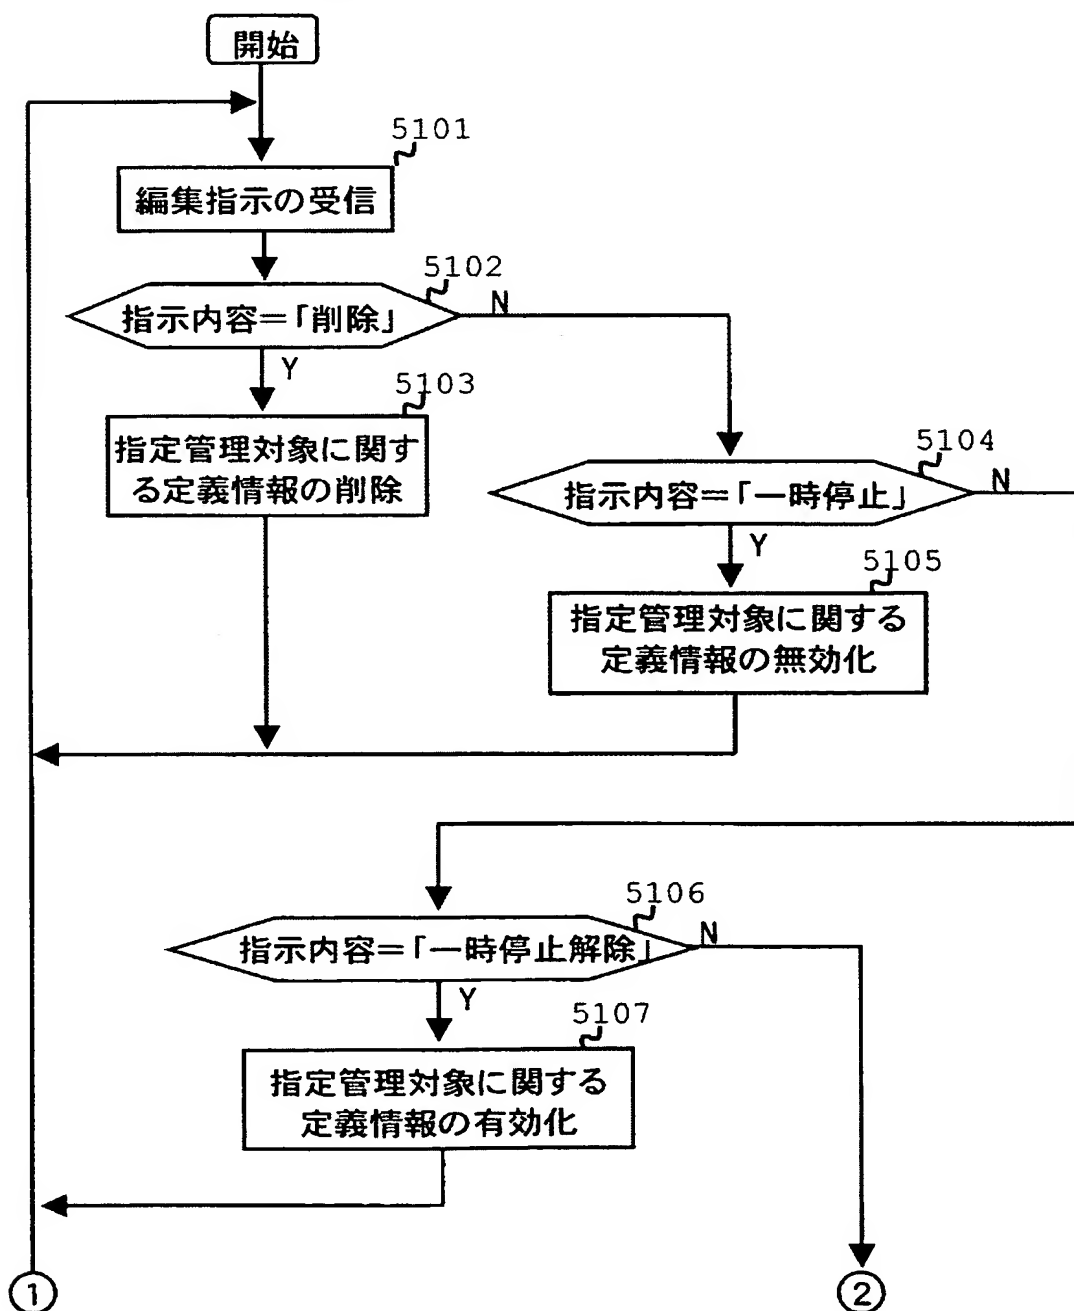 開始
5101
編集指示の受信
5102
指示内容=「削除」
N
Y
5103
指定管理対象に関す
る定義情報の削除
5104
指示内容=「一時停止」
N
Y
5105
指定管理対象に関する
定義情報の無効化
5106
指示内容=「一時停止解除」
N
Y
5107
指定管理対象に関する
定義情報の有効化
①
②